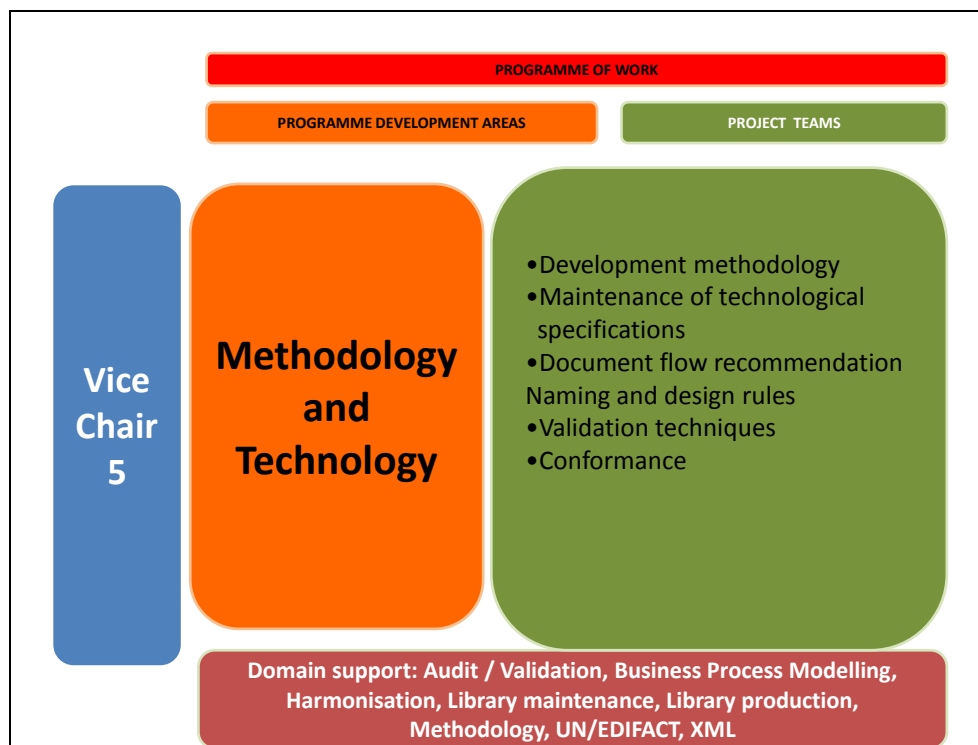 PROGRAMME OF WORK
PROGRAMME DEVELOPMENT AREAS
PROJECT TEAMS
Vice
Chair
5
Methodology
and
Technology
•Development methodology
•Maintenance of technological
specifications
•Document flow recommendation
Naming and design rules
•Validation techniques
•Conformance
Domain support: Audit / Validation, Business Process Modelling,
Harmonisation, Library maintenance, Library production,
Methodology, UN/EDIFACT, XML